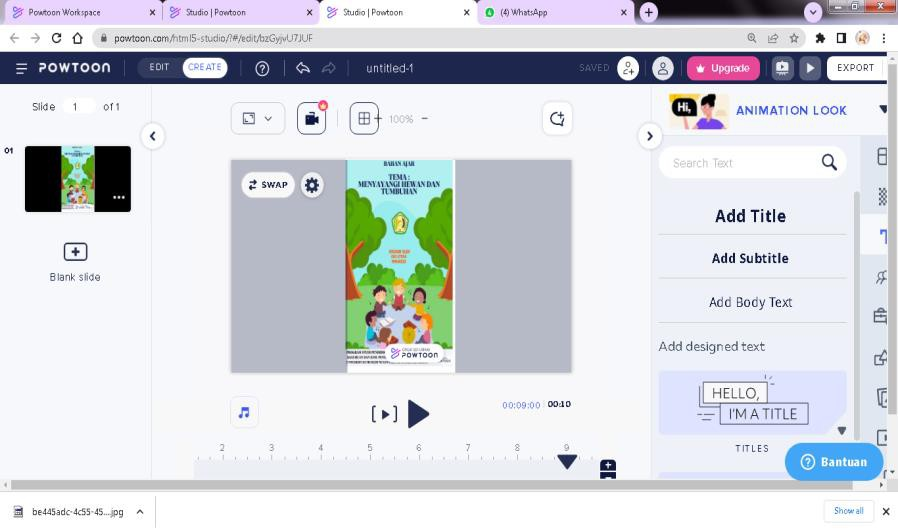 Powtoon Workspace
Studio | Powtoon
Studio | Powtoon
(4) WhatsApp
powtoon.com/html5-studio/?#/edit/bzGyjvU7JUF
POWTOON
EDIT
CREATE
untitled-1
SAVED
Upgrade
EXPORT
Slide 1 of 1
100%
Hi,
ANIMATION LOOK
01
SWAP
BAHAN AJAR
TEMA :
MENYAYANGI HEWAN DAN
TUMBUHAN
POWTOON
Blank slide
Search Text
Add Title
Add Subtitle
Add Body Text
Add designed text
HELLO,
I'M A TITLE
TITLES
00:09:00
00:10
2 3 4 5 6 7 8 9
Bantuan
be445adc-4c55-45....jpg
Show all